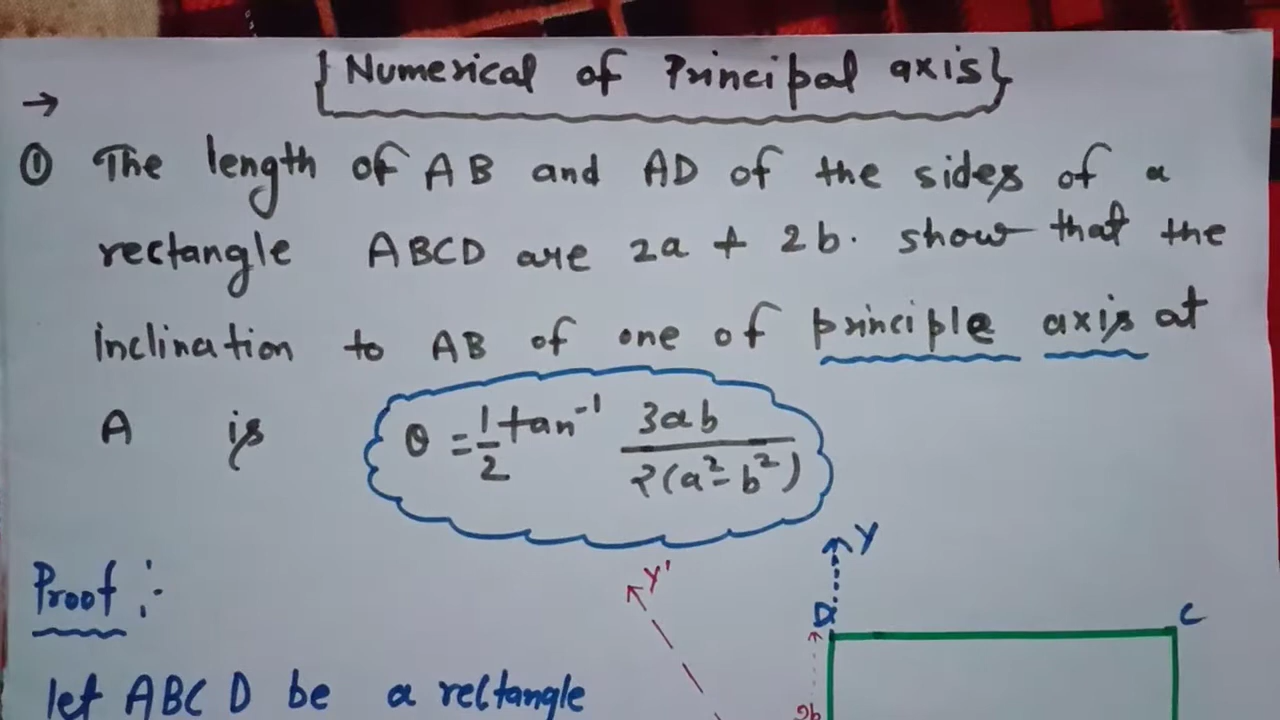 {Numerical of Principal axis}
→
① The length of AB and AD of the sides of a
rectangle ABCD are 2a + 2b. show that the
inclination to AB of one of principle axis at
A is θ = 1/2 tan⁻¹ 3ab / 2(a² - b²)
Y
Y'
Proof :-
D C
let ABCD be a rectangle
2b